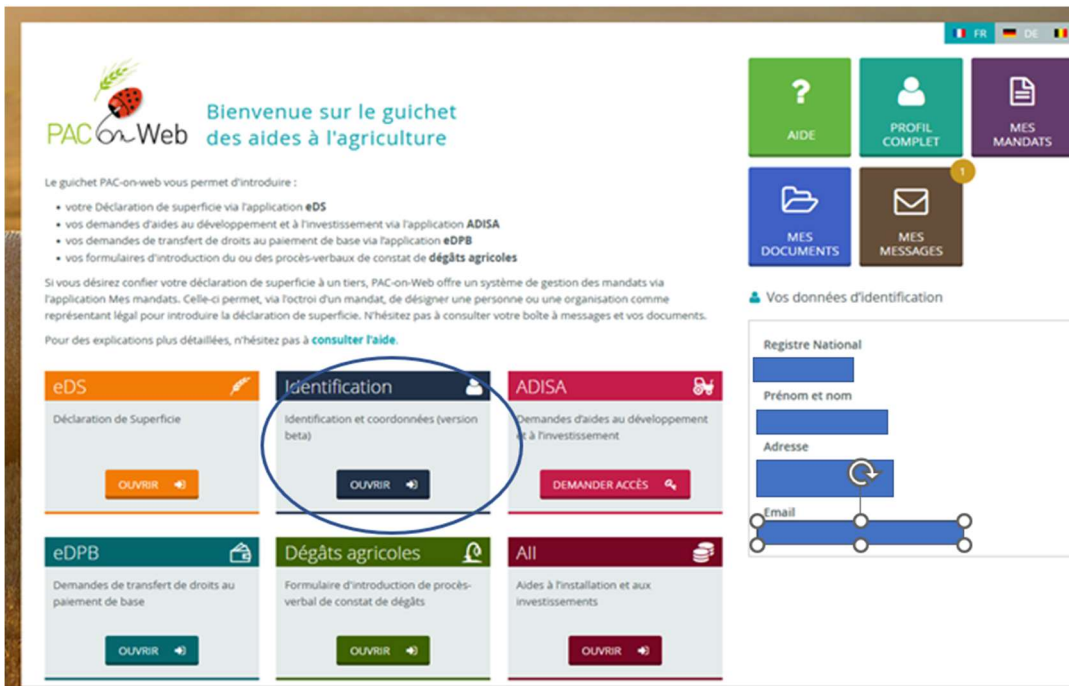 FR DE
PAC on Web
Bienvenue sur le guichet
des aides à l'agriculture
Le guichet PAC-on-web vous permet d'introduire :
• votre Déclaration de superficie via l'application eDS
• vos demandes d'aides au développement et à l'investissement via l'application ADISA
• vos demandes de transfert de droits au paiement de base via l'application eDPB
• vos formulaires d'introduction du ou des procès-verbaux de constat de dégâts agricoles
Si vous désirez confier votre déclaration de superficie à un tiers, PAC-on-Web offre un système de gestion des mandats via
l'application Mes mandats. Celle-ci permet, via l'octroi d'un mandat, de désigner une personne ou une organisation comme
représentant légal pour introduire la déclaration de superficie. N'hésitez pas à consulter votre boîte à messages et vos documents.
Pour des explications plus détaillées, n'hésitez pas à consulter l'aide.
eDS
Déclaration de Superficie
OUVRIR
Identification
Identification et coordonnées (version
beta)
OUVRIR
ADISA
Demandes d'aides au développement
et à l'investissement
DEMANDER ACCÈS
eDPB
Demandes de transfert de droits au
paiement de base
OUVRIR
Dégâts agricoles
Formulaire d'introduction de procès-
verbal de constat de dégâts
OUVRIR
AII
Aides à l'installation et aux
investissements
OUVRIR
?
AIDE
PROFIL
COMPLET
MES
MANDATS
MES
DOCUMENTS
1
MES
MESSAGES
Vos données d'identification
Registre National
Prénom et nom
Adresse
Email